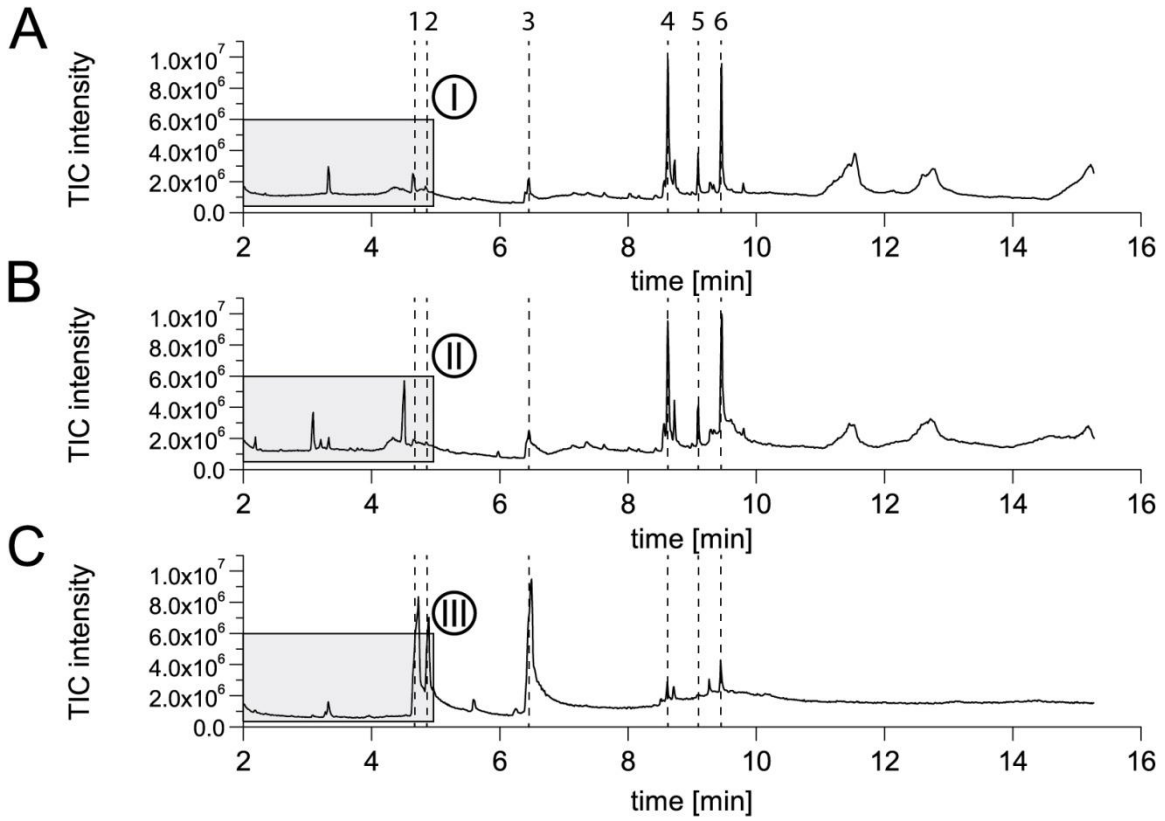 A
1 2 3 4 5 6
TIC intensity
1.0x10⁷
8.0x10⁶
6.0x10⁶
4.0x10⁶
2.0x10⁶
0.0
I
2 4 6 8 10 12 14 16
time [min]
B
TIC intensity
1.0x10⁷
8.0x10⁶
6.0x10⁶
4.0x10⁶
2.0x10⁶
0.0
II
2 4 6 8 10 12 14 16
time [min]
C
TIC intensity
1.0x10⁷
8.0x10⁶
6.0x10⁶
4.0x10⁶
2.0x10⁶
0.0
III
2 4 6 8 10 12 14 16
time [min]